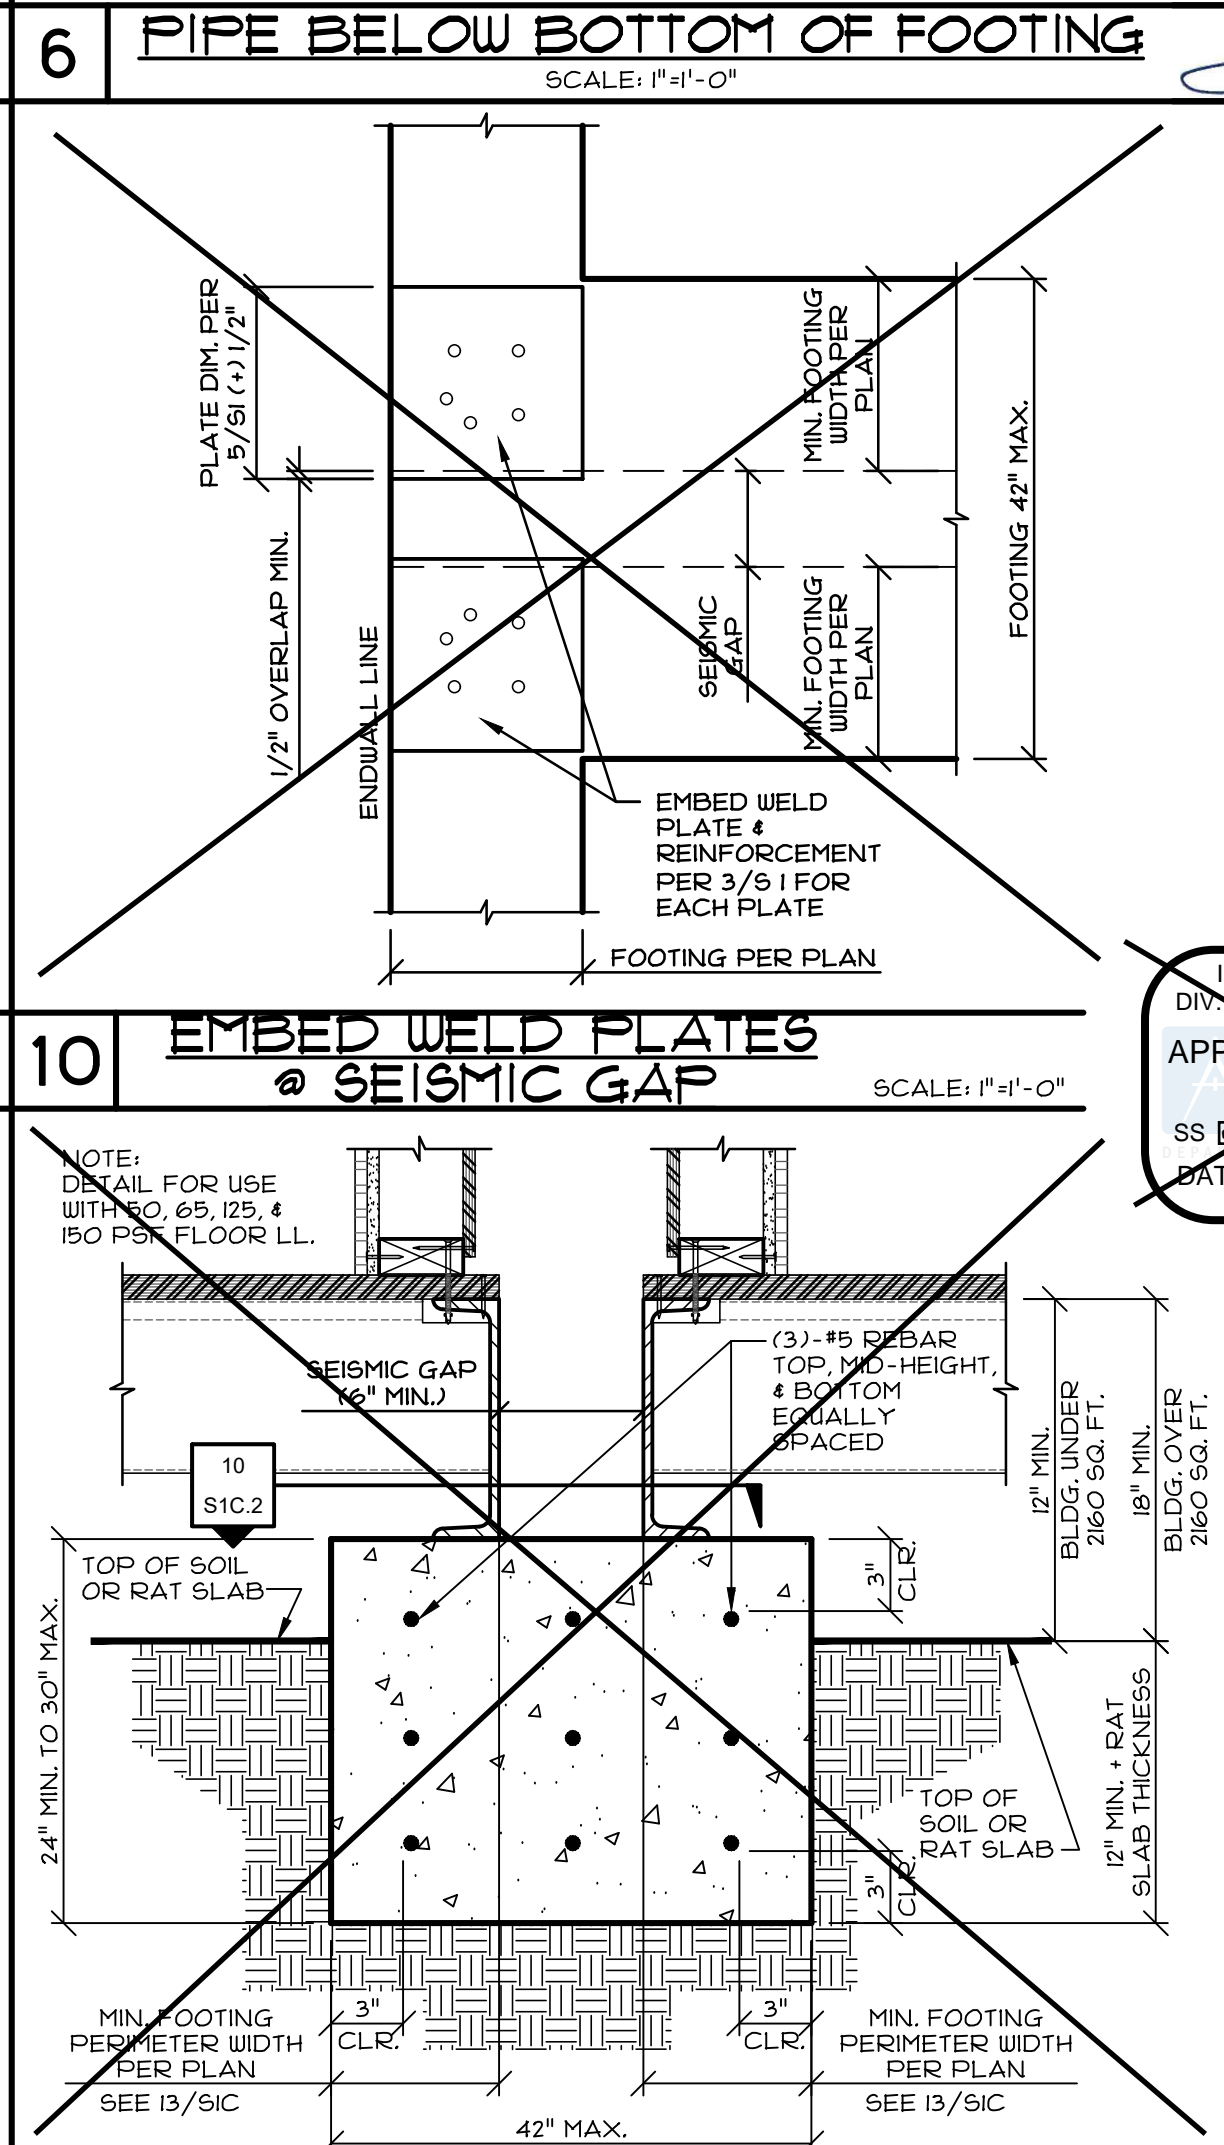 6
PIPE BELOW BOTTOM OF FOOTING
SCALE: 1"=1'-0"
PLATE DIM. PER
5/S1 (+) 1/2"
1/2" OVERLAP MIN.
ENDWALL LINE
MIN. FOOTING
WIDTH PER
PLAN
SEISMIC
GAP
MIN. FOOTING
WIDTH PER
PLAN
FOOTING 42" MAX.
EMBED WELD
PLATE &
REINFORCEMENT
PER 3/S1 FOR
EACH PLATE
FOOTING PER PLAN
10
EMBED WELD PLATES
@ SEISMIC GAP
SCALE: 1"=1'-0"
DIV.
APP
SS
DAT
NOTE:
DETAIL FOR USE
WITH 50, 65, 125, &
150 PSF FLOOR LL.
SEISMIC GAP
(6" MIN.)
(3)-#5 REBAR
TOP, MID-HEIGHT,
& BOTTOM
EQUALLY
SPACED
12" MIN.
BLDG. UNDER
2160 SQ. FT.
18" MIN.
BLDG. OVER
2160 SQ. FT.
10
S1C.2
TOP OF SOIL
OR RAT SLAB
3"
CLR.
24" MIN. TO 30" MAX.
12" MIN. + RAT
SLAB THICKNESS
TOP OF
SOIL OR
RAT SLAB
3"
CLR.
3"
CLR.
3"
CLR.
MIN. FOOTING
PERIMETER WIDTH
PER PLAN
SEE 13/S1C
MIN. FOOTING
PERIMETER WIDTH
PER PLAN
SEE 13/S1C
42" MAX.